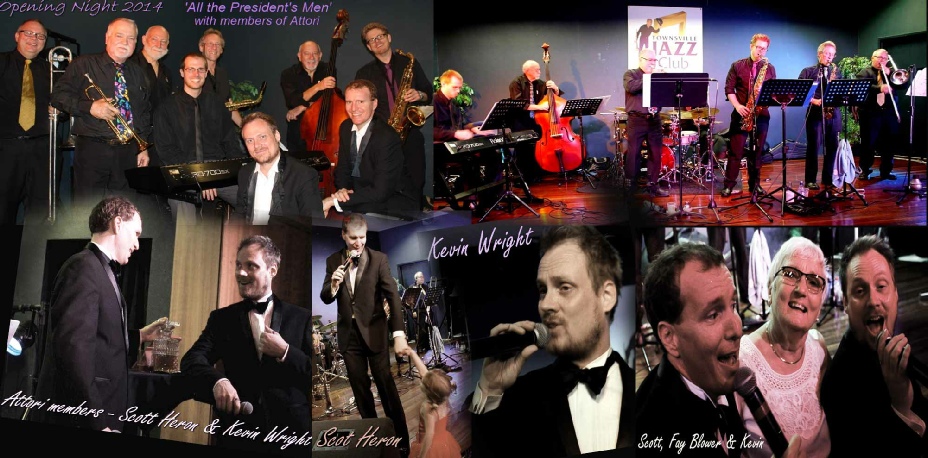 Opening Night 2014
'All the President's Men'
with members of Attori
TOWNSVILLE
JAZZ
Club
Kevin Wright
Attori members - Scott Heron & Kevin Wright
Scot Heron
Scott, Fay Blower & Kevin